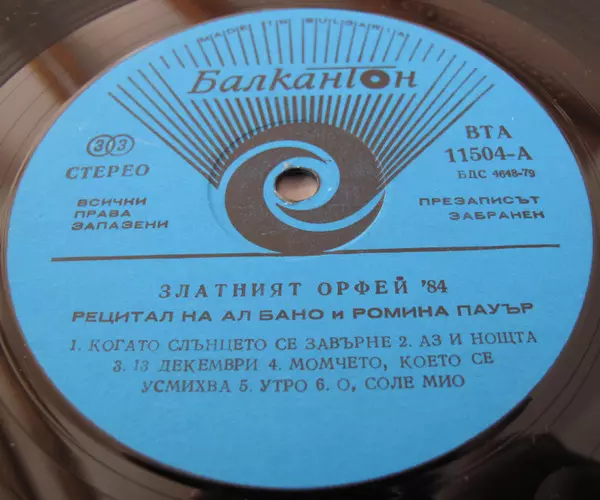 MADE IN BULGARIA
Балкантон
33
СТЕРЕО
ВТА
11504-А
БДС 4648-79
ВСИЧКИ
ПРАВА
ЗАПАЗЕНИ
ПРЕЗАПИСЪТ
ЗАБРАНЕН
ЗЛАТНИЯТ ОРФЕЙ '84
РЕЦИТАЛ НА АЛ БАНО И РОМИНА ПАУЪР
1. КОГАТО СЛЪНЦЕТО СЕ ЗАВЪРНЕ 2. АЗ И НОЩТА
3. 13 ДЕКЕМВРИ 4. МОМЧЕТО, КОЕТО СЕ
УСМИХВА 5. УТРО 6. О, СОЛЕ МИО